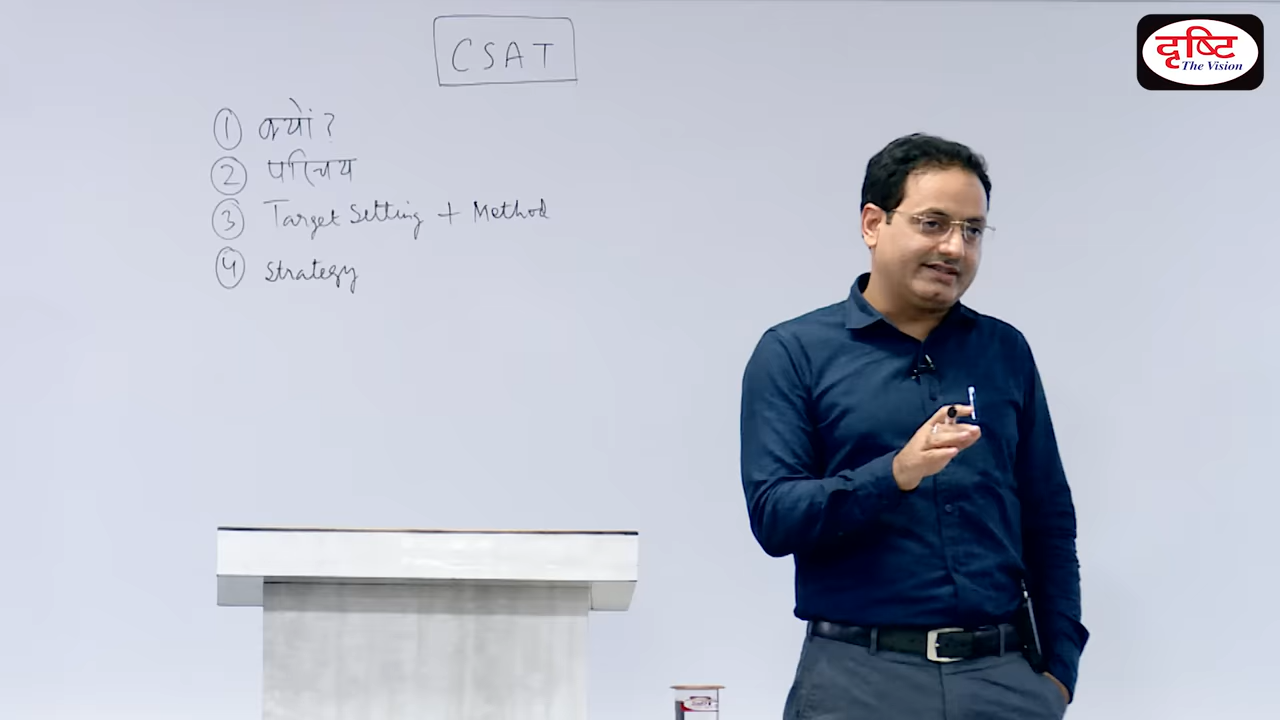 CSAT
① क्यों?
② परिचय
③ Target Setting + Method
④ Strategy
दृष्टि
The Vision